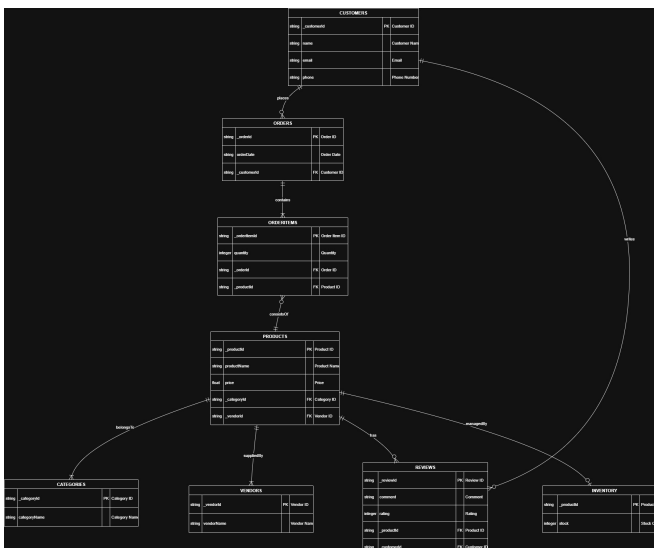 CUSTOMERS
string _customerId PK Customer ID
string name Customer Nam
string email Email
string phone Phone Number
places
ORDERS
string _orderId PK Order ID
string orderDate Order Date
string _customerId FK Customer ID
contains
ORDERITEMS
string _orderItemId PK Order Item ID
integer quantity Quantity
string _orderId FK Order ID
string _productId FK Product ID
writes
consistsOf
PRODUCTS
string _productId PK Product ID
string productName Product Name
float price Price
string _categoryId FK Category ID
string _vendorId FK Vendor ID
belongsTo
suppliedBy
has
managedBy
CATEGORIES
string _categoryId PK Category ID
string categoryName Category Name
VENDORS
string _vendorId PK Vendor ID
string vendorName Vendor Nam
REVIEWS
string _reviewId PK Review ID
string comment Comment
integer rating Rating
string _productId FK Product ID
string _customerId FK Customer ID
INVENTORY
string _productId PK Produc
integer stock Stock